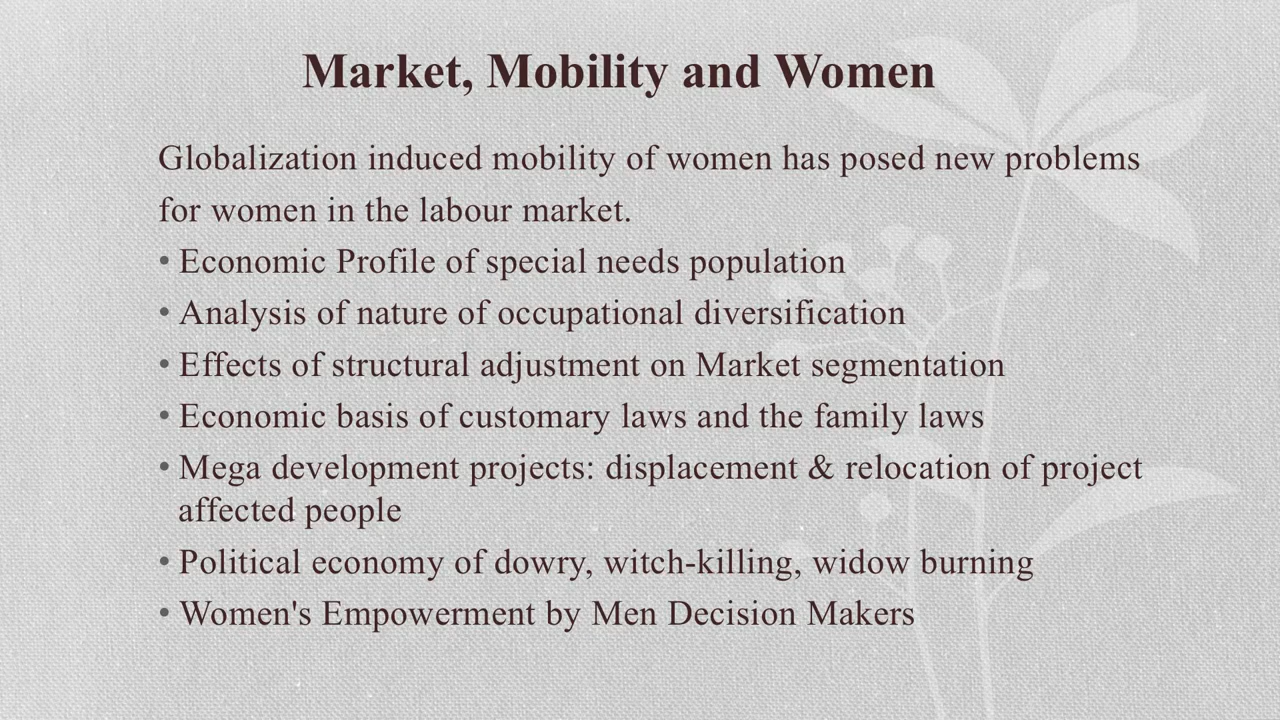 Market, Mobility and Women
Globalization induced mobility of women has posed new problems
for women in the labour market.
• Economic Profile of special needs population
• Analysis of nature of occupational diversification
• Effects of structural adjustment on Market segmentation
• Economic basis of customary laws and the family laws
• Mega development projects: displacement & relocation of project
affected people
• Political economy of dowry, witch-killing, widow burning
• Women's Empowerment by Men Decision Makers